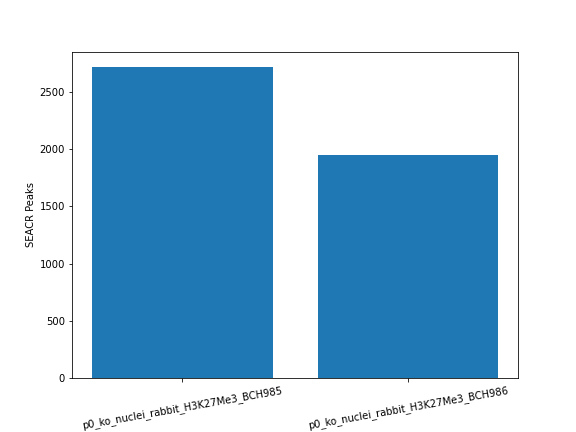 SEACR Peaks
2500
2000
1500
1000
500
0
p0_ko_nuclei_rabbit_H3K27Me3_BCH985
p0_ko_nuclei_rabbit_H3K27Me3_BCH986